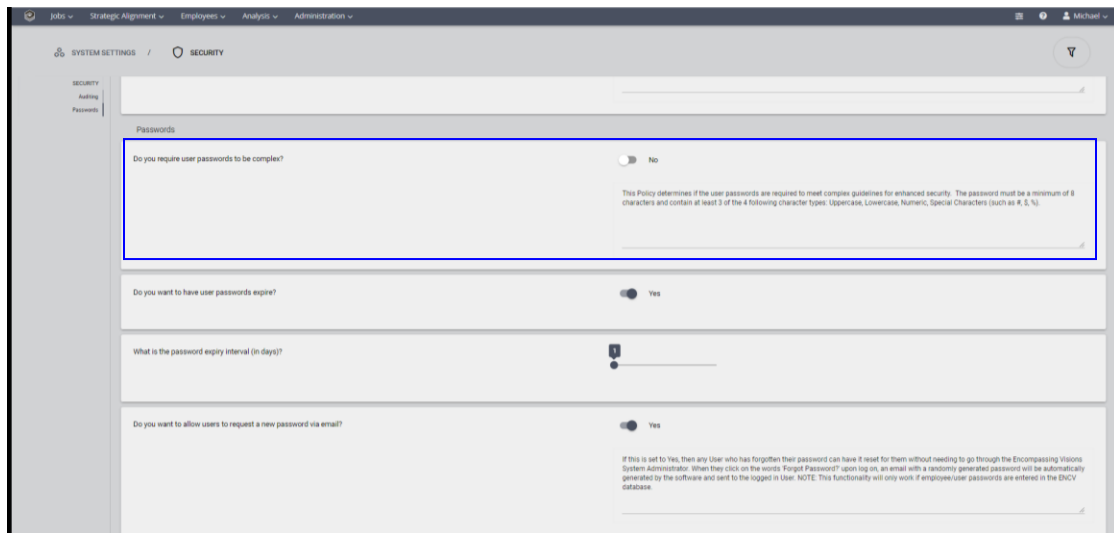 Jobs Strategic Alignment Employees Analysis Administration Michael
SYSTEM SETTINGS / SECURITY
SECURITY
Auditing
Passwords
Passwords
Do you require user passwords to be complex?
No
This Policy determines if the user passwords are required to meet complex guidelines for enhanced security. The password must be a minimum of 8
characters and contain at least 3 of the 4 following character types: Uppercase, Lowercase, Numeric, Special Characters (such as #, $, %).
Do you want to have user passwords expire?
Yes
What is the password expiry interval (in days)?
1
Do you want to allow users to request a new password via email?
Yes
If this is set to Yes, then any User who has forgotten their password can have it reset for them without needing to go through the Encompassing Visions
System Administrator. When they click on the words 'Forgot Password?' upon log on, an email with a randomly generated password will be automatically
generated by the software and sent to the logged in User. NOTE: This functionality will only work if employee/user passwords are entered in the ENCV
database.